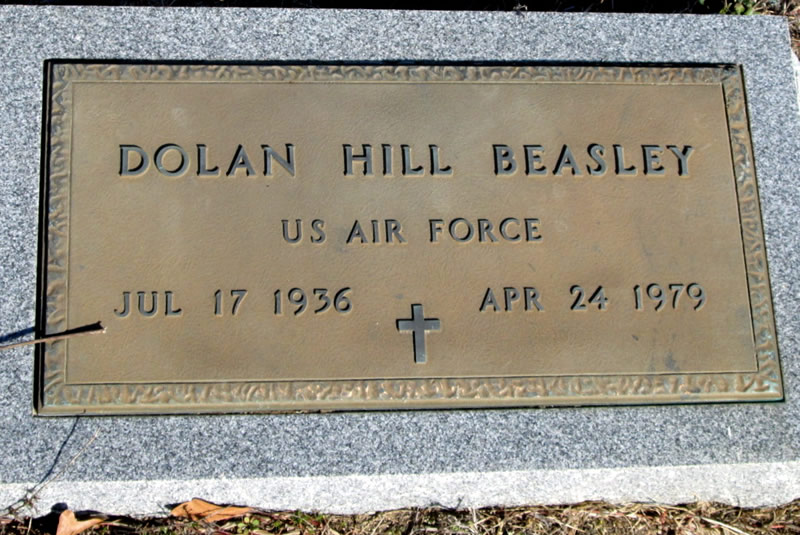 DOLAN HILL BEASLEY
US AIR FORCE
JUL 17 1936 APR 24 1979